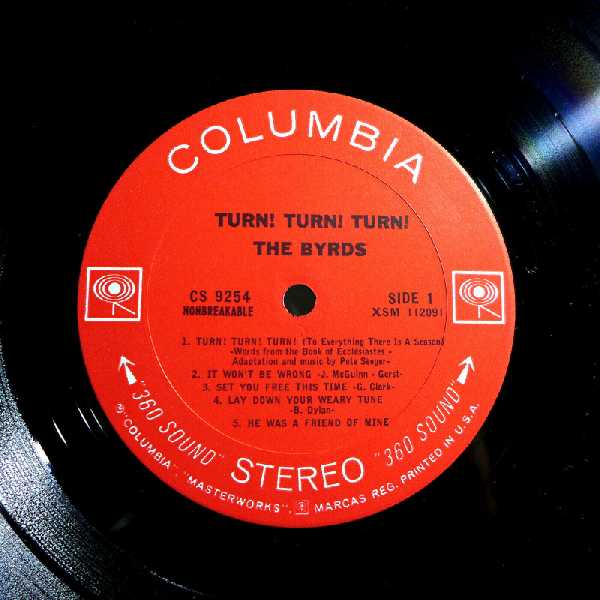 COLUMBIA
TURN! TURN! TURN!
THE BYRDS
CS 9254
NONBREAKABLE
SIDE 1
XSM 112091
1. TURN! TURN! TURN! (To Everything There Is A Season)
-Words from the Book of Ecclesiastes -
Adaptation and music by Pete Seeger-
2. IT WON'T BE WRONG -J. McGuinn - Gerst-
3. SET YOU FREE THIS TIME -G. Clark-
4. LAY DOWN YOUR WEARY TUNE
-B. Dylan-
5. HE WAS A FRIEND OF MINE
"360 SOUND" STEREO "360 SOUND"
℗"COLUMBIA", "MASTERWORKS", MARCAS REG. PRINTED IN U.S.A.